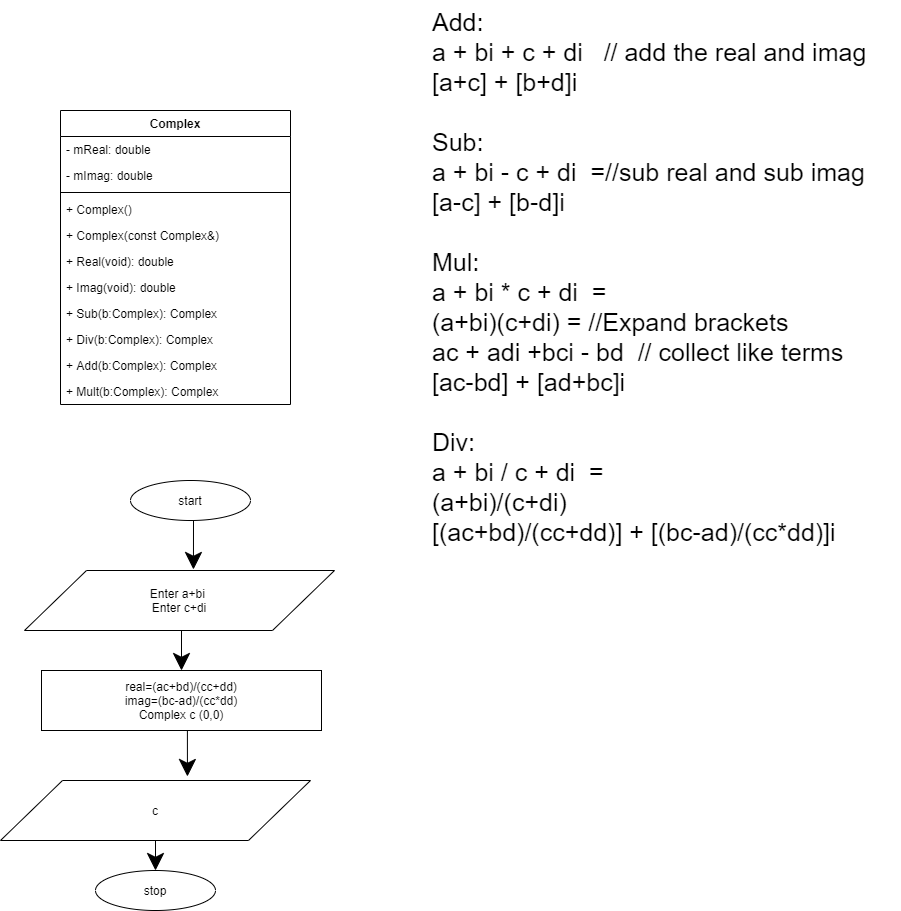 Complex
- mReal: double
- mImag: double
+ Complex()
+ Complex(const Complex&)
+ Real(void): double
+ Imag(void): double
+ Sub(b:Complex): Complex
+ Div(b:Complex): Complex
+ Add(b:Complex): Complex
+ Mult(b:Complex): Complex
start
Enter a+bi
Enter c+di
real=(ac+bd)/(cc+dd)
imag=(bc-ad)/(cc*dd)
Complex c (0,0)
c
stop
Add:
a + bi + c + di // add the real and imag
[a+c] + [b+d]i
Sub:
a + bi - c + di =//sub real and sub imag
[a-c] + [b-d]i
Mul:
a + bi * c + di =
(a+bi)(c+di) = //Expand brackets
ac + adi +bci - bd // collect like terms
[ac-bd] + [ad+bc]i
Div:
a + bi / c + di =
(a+bi)/(c+di)
[(ac+bd)/(cc+dd)] + [(bc-ad)/(cc*dd)]i